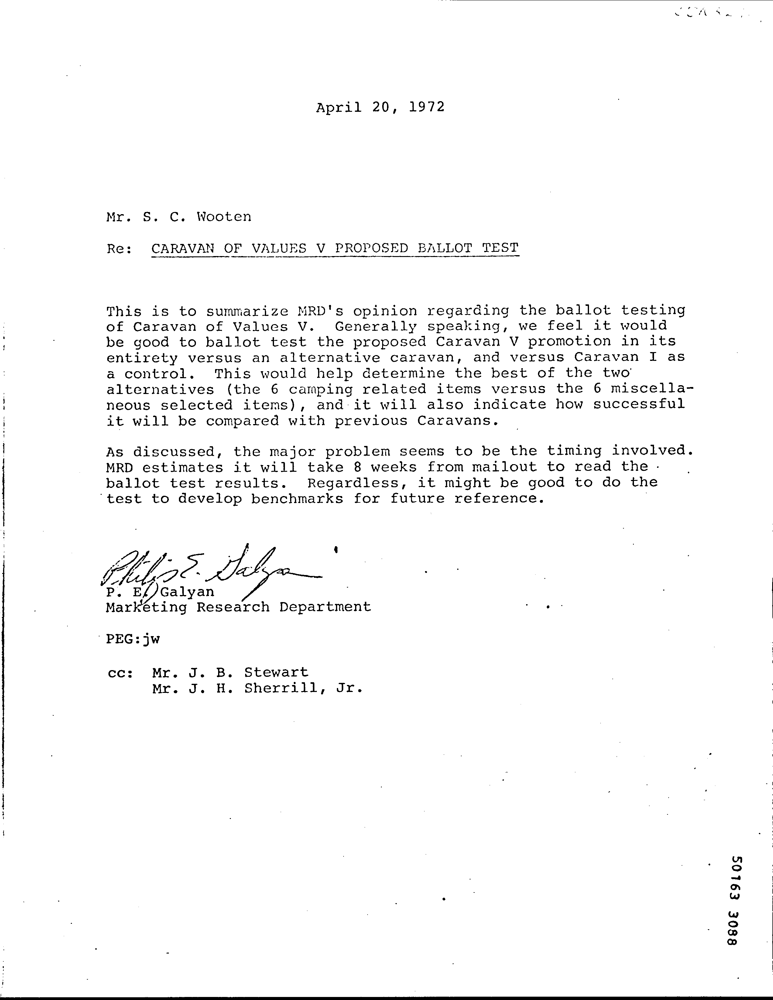 April 20, 1972
Mr. S. C. Wooten
Re: CARAVAN OF VALUES V PROPOSED BALLOT TEST
This is to summarize MRD's opinion regarding the ballot testing
of Caravan of Values V. Generally speaking, we feel it would
be good to ballot test the proposed Caravan V promotion in its
entirety versus an alternative caravan, and versus Caravan I as
a control. This would help determine the best of the two
alternatives (the 6 camping related items versus the 6 miscella-
neous selected items), and it will also indicate how successful
it will be compared with previous Caravans.
As discussed, the major problem seems to be the timing involved.
MRD estimates it will take 8 weeks from mailout to read the
ballot test results. Regardless, it might be good to do the
test to develop benchmarks for future reference.
Philip E. Galyan
P. E. Galyan
Marketing Research Department
PEG:jw
cc: Mr. J. B. Stewart
Mr. J. H. Sherrill, Jr.
50163 3088